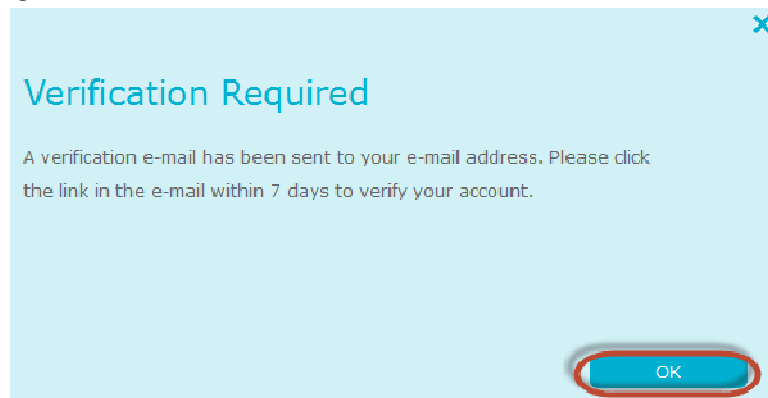 Verification Required
A verification e-mail has been sent to your e-mail address. Please click
the link in the e-mail within 7 days to verify your account.
OK